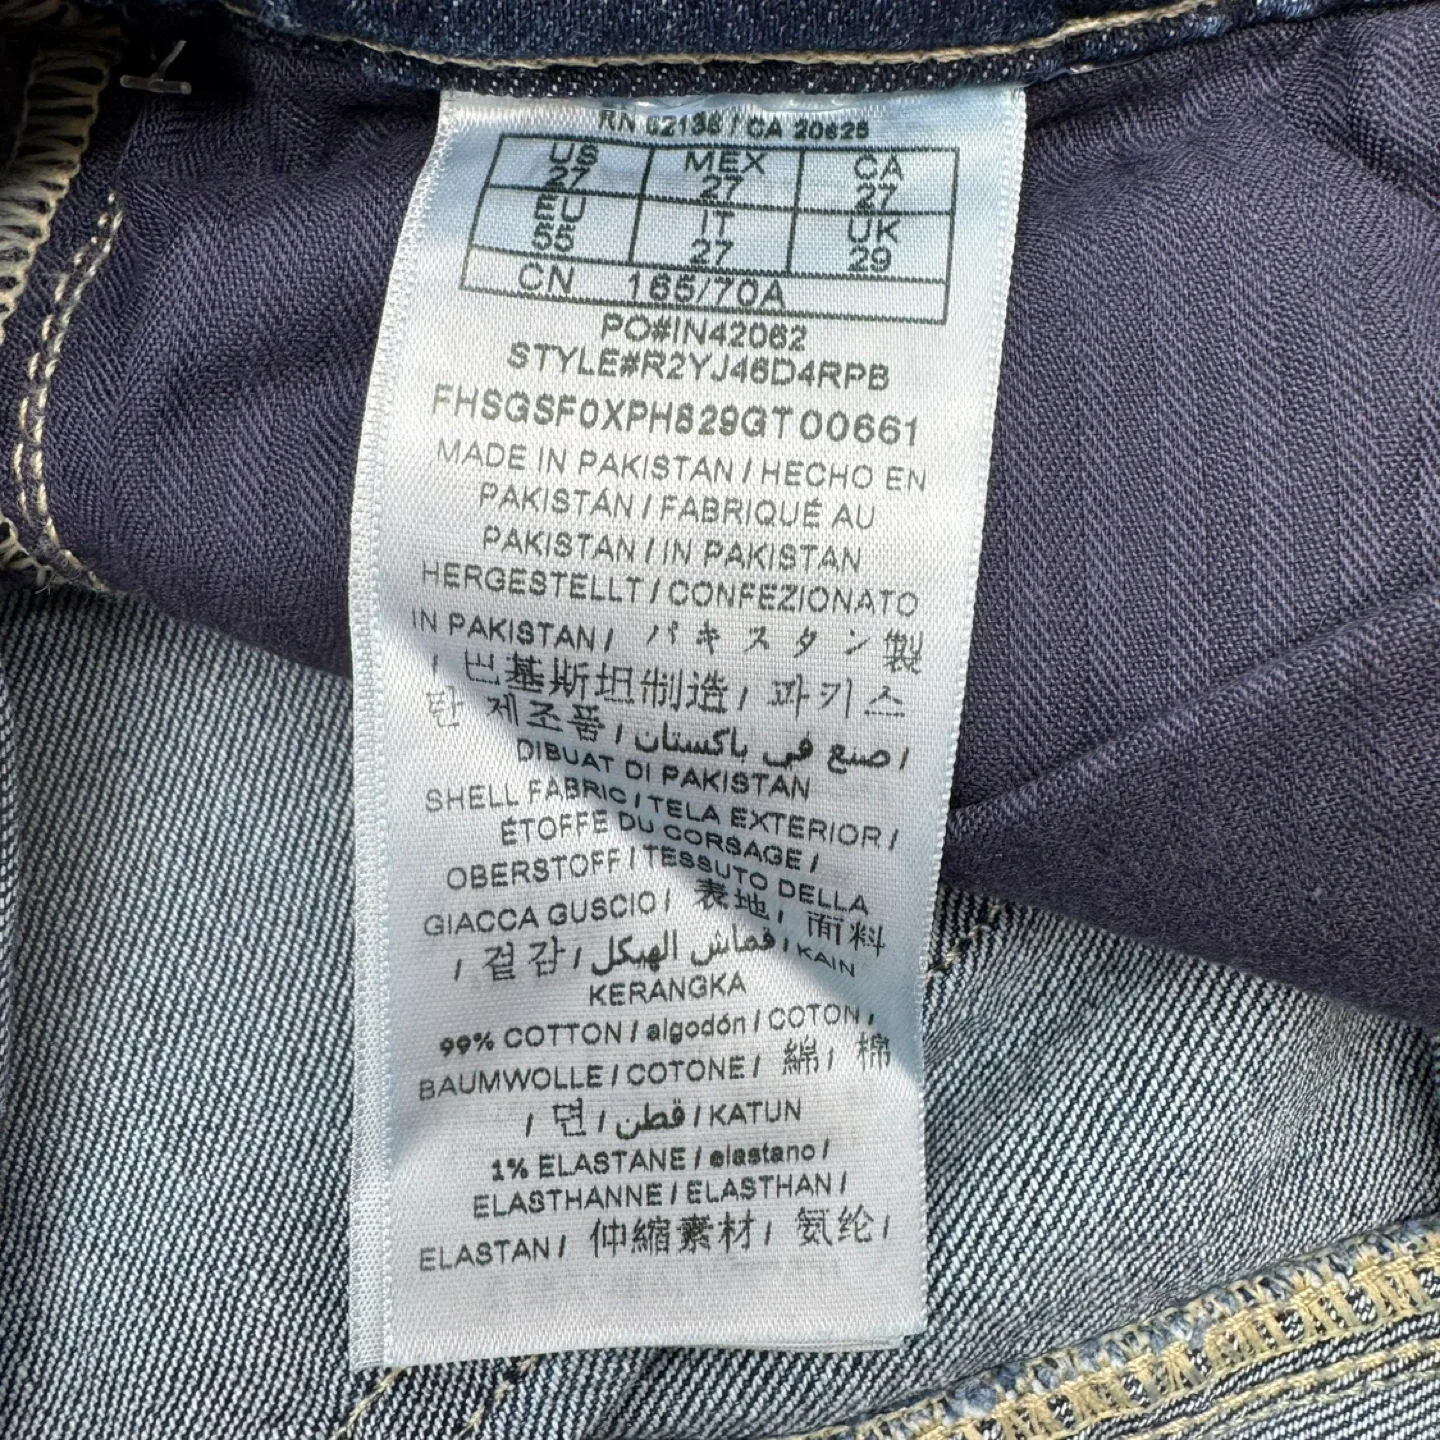 RN 62136 / CA 20625
US MEX CA
27 27 27
EU IT UK
55 27 29
CN 165/70A
PO#IN42062
STYLE#R2YJ46D4RPB
FHSGSF0XPH829GT00661
MADE IN PAKISTAN / HECHO EN
PAKISTÁN / FABRIQUÉ AU
PAKISTAN / IN PAKISTAN
HERGESTELLT / CONFEZIONATO
IN PAKISTAN / パキスタン製
/ 巴基斯坦制造 / 파키스
탄 제조품 / صنع في باكستان /
DIBUAT DI PAKISTAN
SHELL FABRIC / TELA EXTERIOR /
ÉTOFFE DU CORSAGE /
OBERSTOFF / TESSUTO DELLA
GIACCA GUSCIO / 表地 / 面料
/ 겉감 / قماش الهيكل / KAIN
KERANGKA
99% COTTON / algodón / COTON /
BAUMWOLLE / COTONE / 綿 / 棉
/ 면 / قطن / KATUN
1% ELASTANE / elastano /
ELASTHANNE / ELASTHAN /
ELASTAN / 伸縮素材 / 氨纶 /